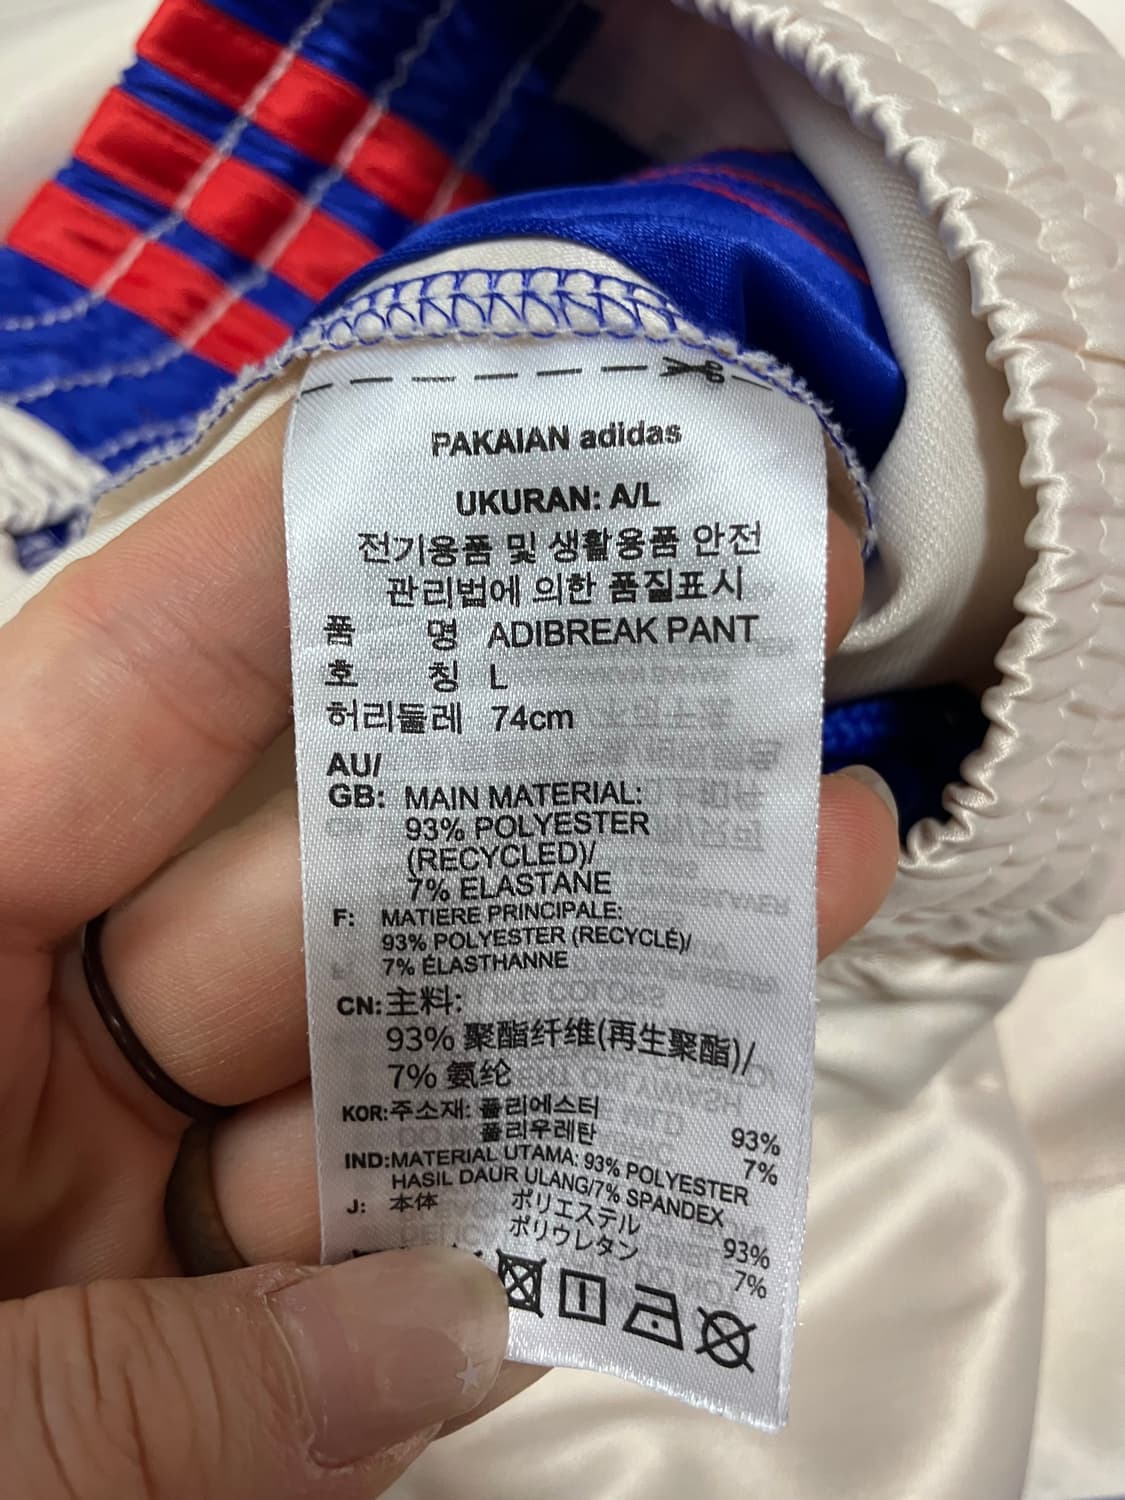 PAKAIAN adidas
UKURAN: A/L
전기용품 및 생활용품 안전
관리법에 의한 품질표시
품 명 ADIBREAK PANT
호 칭 L
허리둘레 74cm
AU/
GB: MAIN MATERIAL:
93% POLYESTER
(RECYCLED)/
7% ELASTANE
F: MATIERE PRINCIPALE:
93% POLYESTER (RECYCLÉ)/
7% ÉLASTHANNE
CN: 主料:
93% 聚酯纤维(再生聚酯)/
7% 氨纶
KOR: 주소재: 폴리에스터 93%
폴리우레탄 7%
IND: MATERIAL UTAMA: 93% POLYESTER
HASIL DAUR ULANG/7% SPANDEX
J: 本体 ポリエステル 93%
ポリウレタン 7%